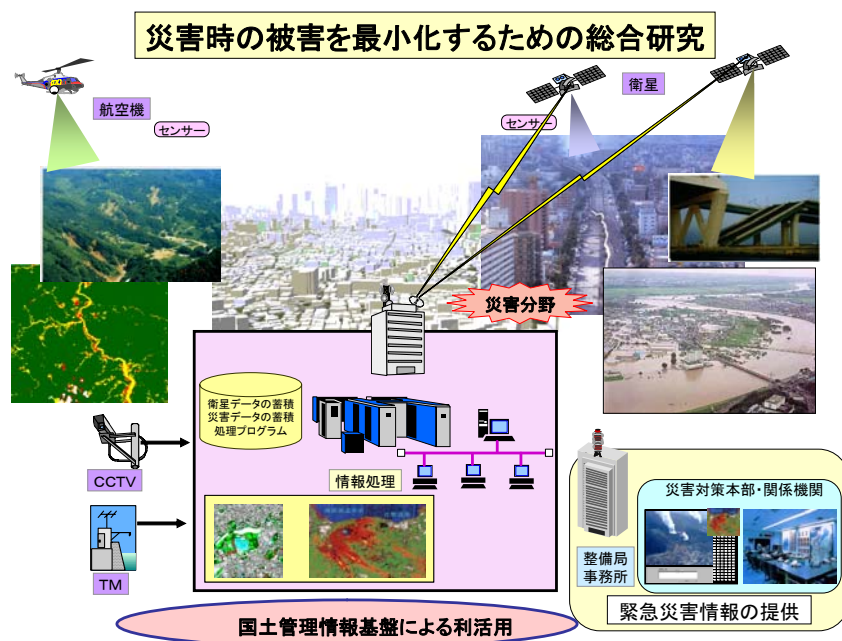 災害時の被害を最小化するための総合研究
航空機
センサー
衛星
センサー
災害分野
衛星データの蓄積
災害データの蓄積
処理プログラム
CCTV
情報処理
TM
災害対策本部・関係機関
整備局
事務所
緊急災害情報の提供
国土管理情報基盤による利活用